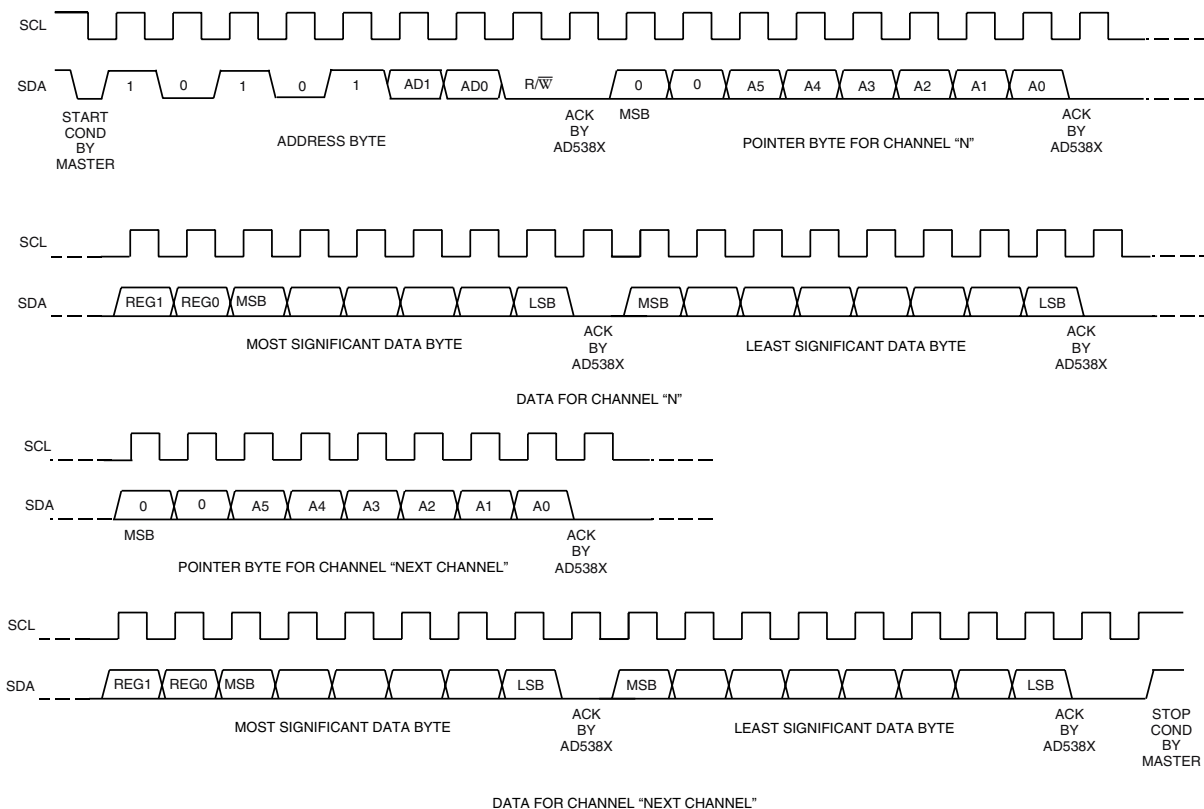 SCL
SDA
1 0 1 0 1 AD1 AD0 R/W̅ 0 0 A5 A4 A3 A2 A1 A0
START
COND
BY
MASTER
ADDRESS BYTE
ACK
BY
AD538X
MSB
POINTER BYTE FOR CHANNEL “N”
ACK
BY
AD538X
SCL
SDA
REG1 REG0 MSB LSB MSB LSB
MOST SIGNIFICANT DATA BYTE
ACK
BY
AD538X
LEAST SIGNIFICANT DATA BYTE
ACK
BY
AD538X
DATA FOR CHANNEL “N”
SCL
SDA
0 0 A5 A4 A3 A2 A1 A0
MSB
POINTER BYTE FOR CHANNEL “NEXT CHANNEL”
ACK
BY
AD538X
SCL
SDA
REG1 REG0 MSB LSB MSB LSB
MOST SIGNIFICANT DATA BYTE
ACK
BY
AD538X
LEAST SIGNIFICANT DATA BYTE
ACK
BY
AD538X
STOP
COND
BY
MASTER
DATA FOR CHANNEL “NEXT CHANNEL”